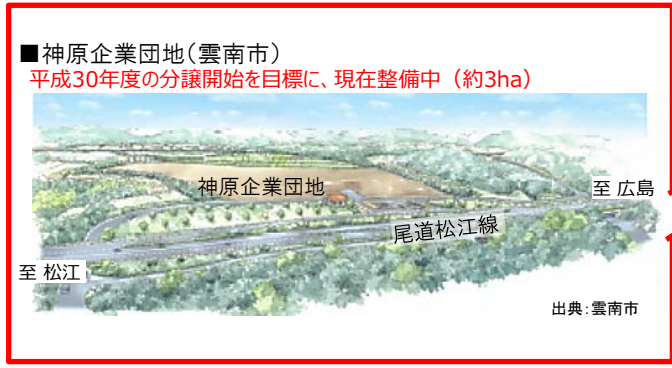 ■神原企業団地(雲南市)
平成30年度の分譲開始を目標に、現在整備中(約3ha)
神原企業団地
至 広島
尾道松江線
至 松江
出典:雲南市